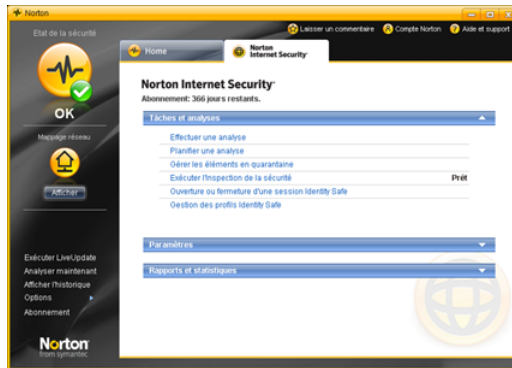 Norton
Etat de la sécurité
Laisser un commentaire
Compte Norton
Aide et support
Home
Norton
Internet Security
OK
Mappage réseau
Afficher
Norton Internet Security
Abonnement: 366 jours restants.
Tâches et analyses
Effectuer une analyse
Planifier une analyse
Gérer les éléments en quarantaine
Exécuter l'Inspection de la sécurité
Prêt
Ouverture ou fermeture d'une session Identity Safe
Gestion des profils Identity Safe
Paramètres
Rapports et statistiques
Exécuter LiveUpdate
Analyser maintenant
Afficher l'historique
Options
Abonnement
Norton
from symantec